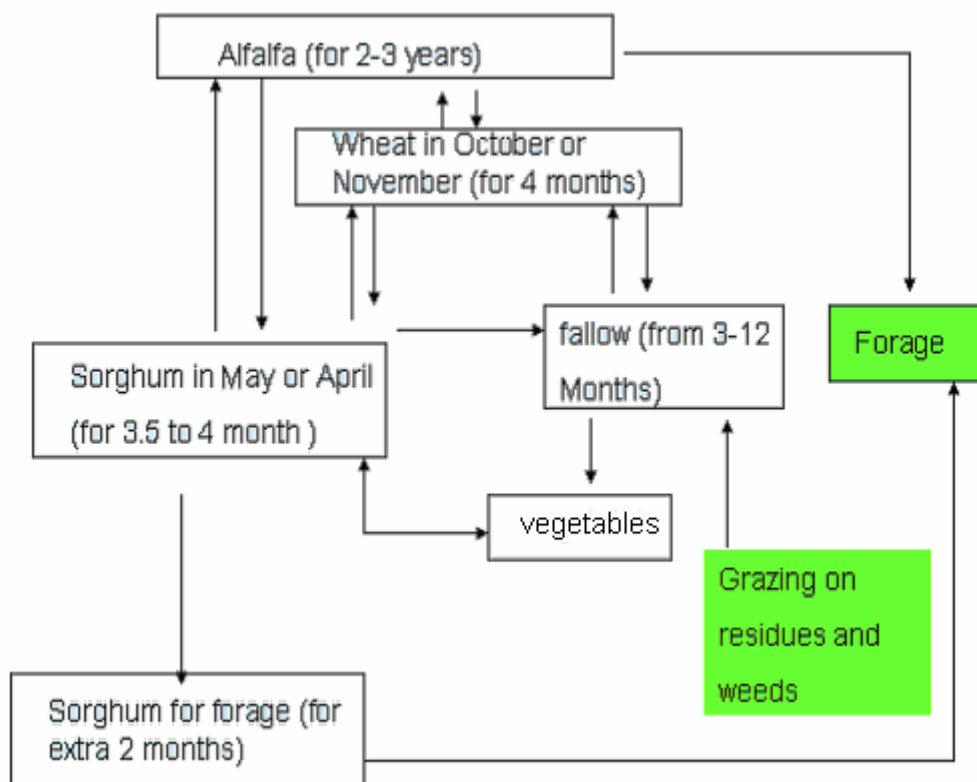 Alfalfa (for 2-3 years)
Wheat in October or
November (for 4 months)
fallow (from 3-12
Months)
Forage
Sorghum in May or April
(for 3.5 to 4 month )
vegetables
Grazing on
residues and
weeds
Sorghum for forage (for
extra 2 months)